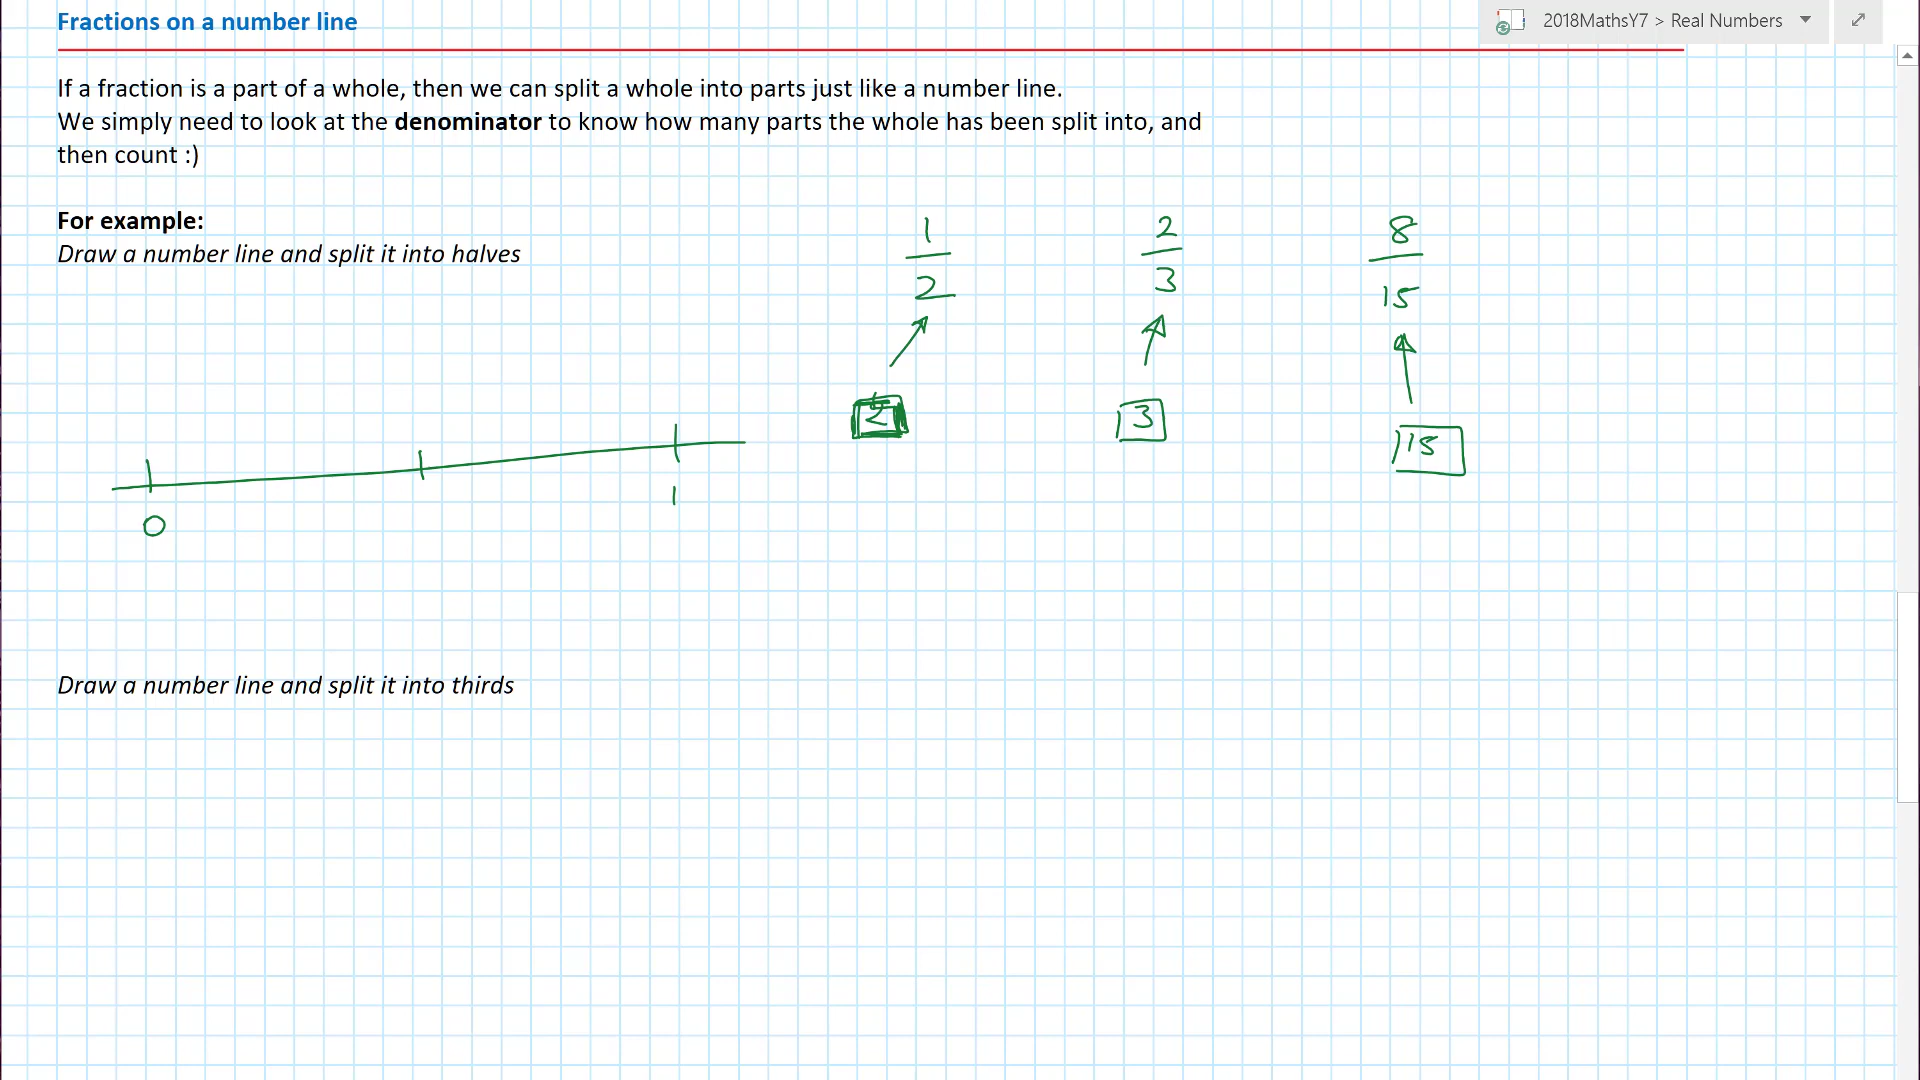 Fractions on a number line
2018MathsY7 > Real Numbers
If a fraction is a part of a whole, then we can split a whole into parts just like a number line.
We simply need to look at the denominator to know how many parts the whole has been split into, and
then count :)
For example:
Draw a number line and split it into halves
1 2 8
2 3 15
2 3 15
0 1
Draw a number line and split it into thirds